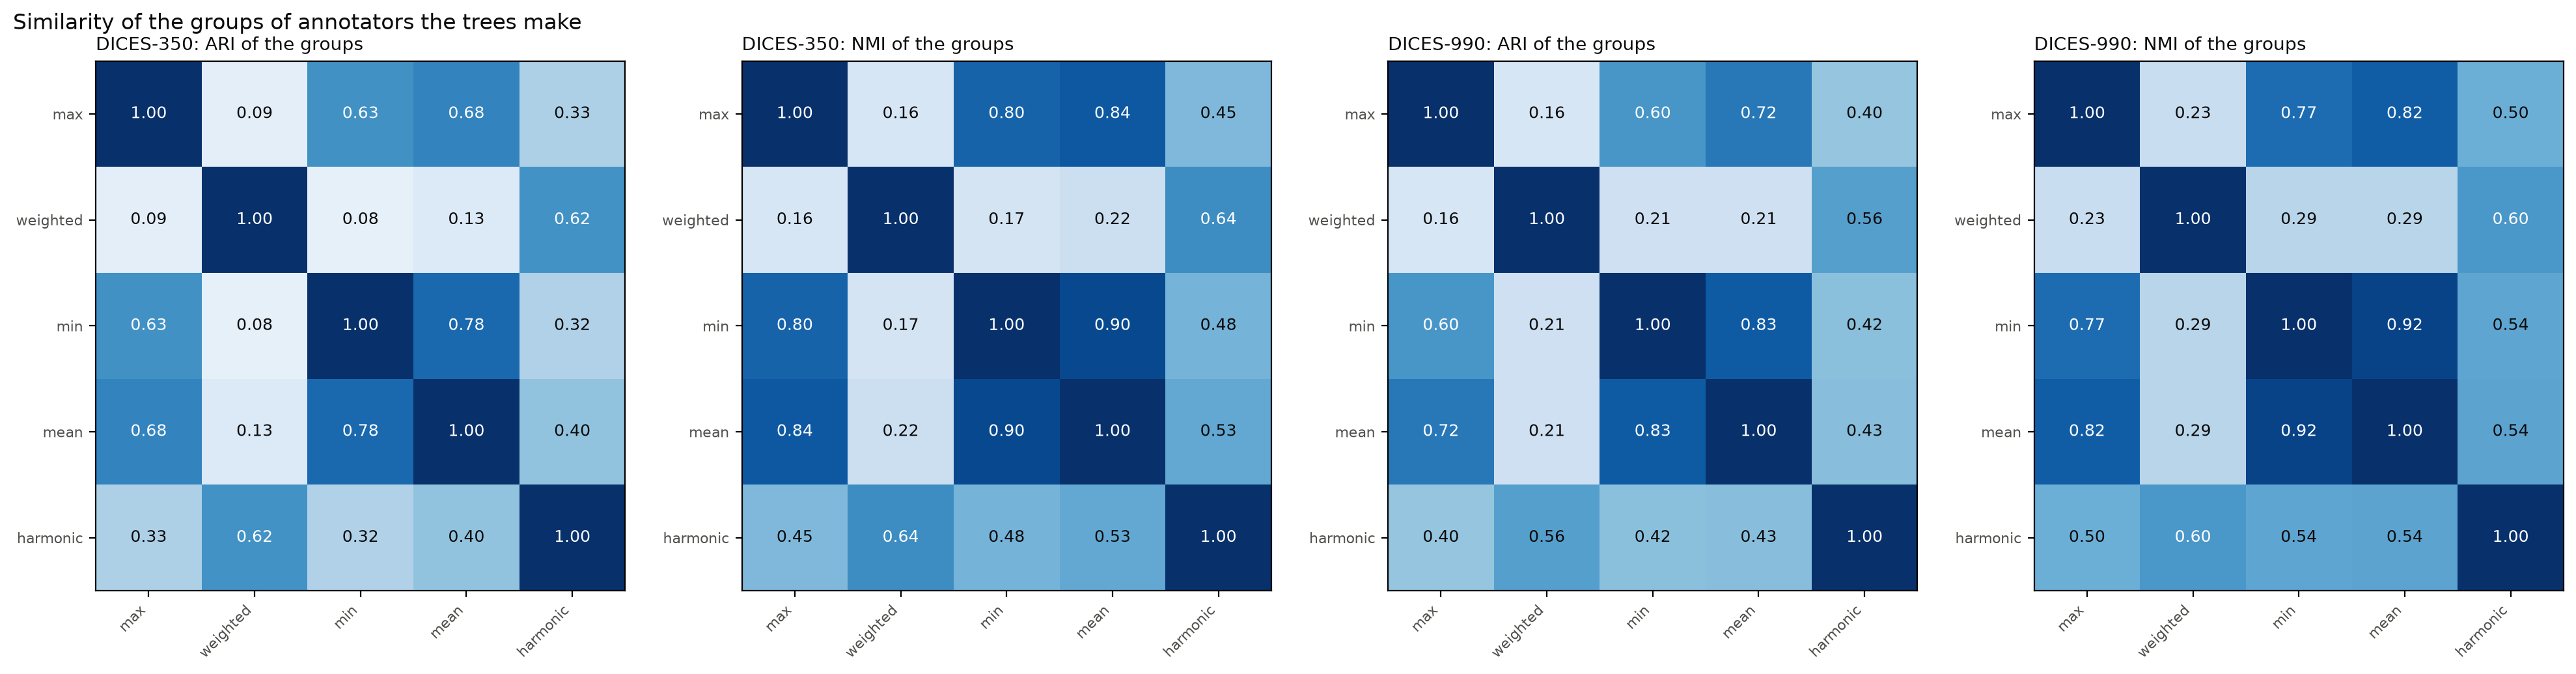 Similarity of the groups of annotators the trees make
DICES-350: ARI of the groups
max 1.00 0.09 0.63 0.68 0.33
weighted 0.09 1.00 0.08 0.13 0.62
min 0.63 0.08 1.00 0.78 0.32
mean 0.68 0.13 0.78 1.00 0.40
harmonic 0.33 0.62 0.32 0.40 1.00
max weighted min mean harmonic
DICES-350: NMI of the groups
max 1.00 0.16 0.80 0.84 0.45
weighted 0.16 1.00 0.17 0.22 0.64
min 0.80 0.17 1.00 0.90 0.48
mean 0.84 0.22 0.90 1.00 0.53
harmonic 0.45 0.64 0.48 0.53 1.00
max weighted min mean harmonic
DICES-990: ARI of the groups
max 1.00 0.16 0.60 0.72 0.40
weighted 0.16 1.00 0.21 0.21 0.56
min 0.60 0.21 1.00 0.83 0.42
mean 0.72 0.21 0.83 1.00 0.43
harmonic 0.40 0.56 0.42 0.43 1.00
max weighted min mean harmonic
DICES-990: NMI of the groups
max 1.00 0.23 0.77 0.82 0.50
weighted 0.23 1.00 0.29 0.29 0.60
min 0.77 0.29 1.00 0.92 0.54
mean 0.82 0.29 0.92 1.00 0.54
harmonic 0.50 0.60 0.54 0.54 1.00
max weighted min mean harmonic